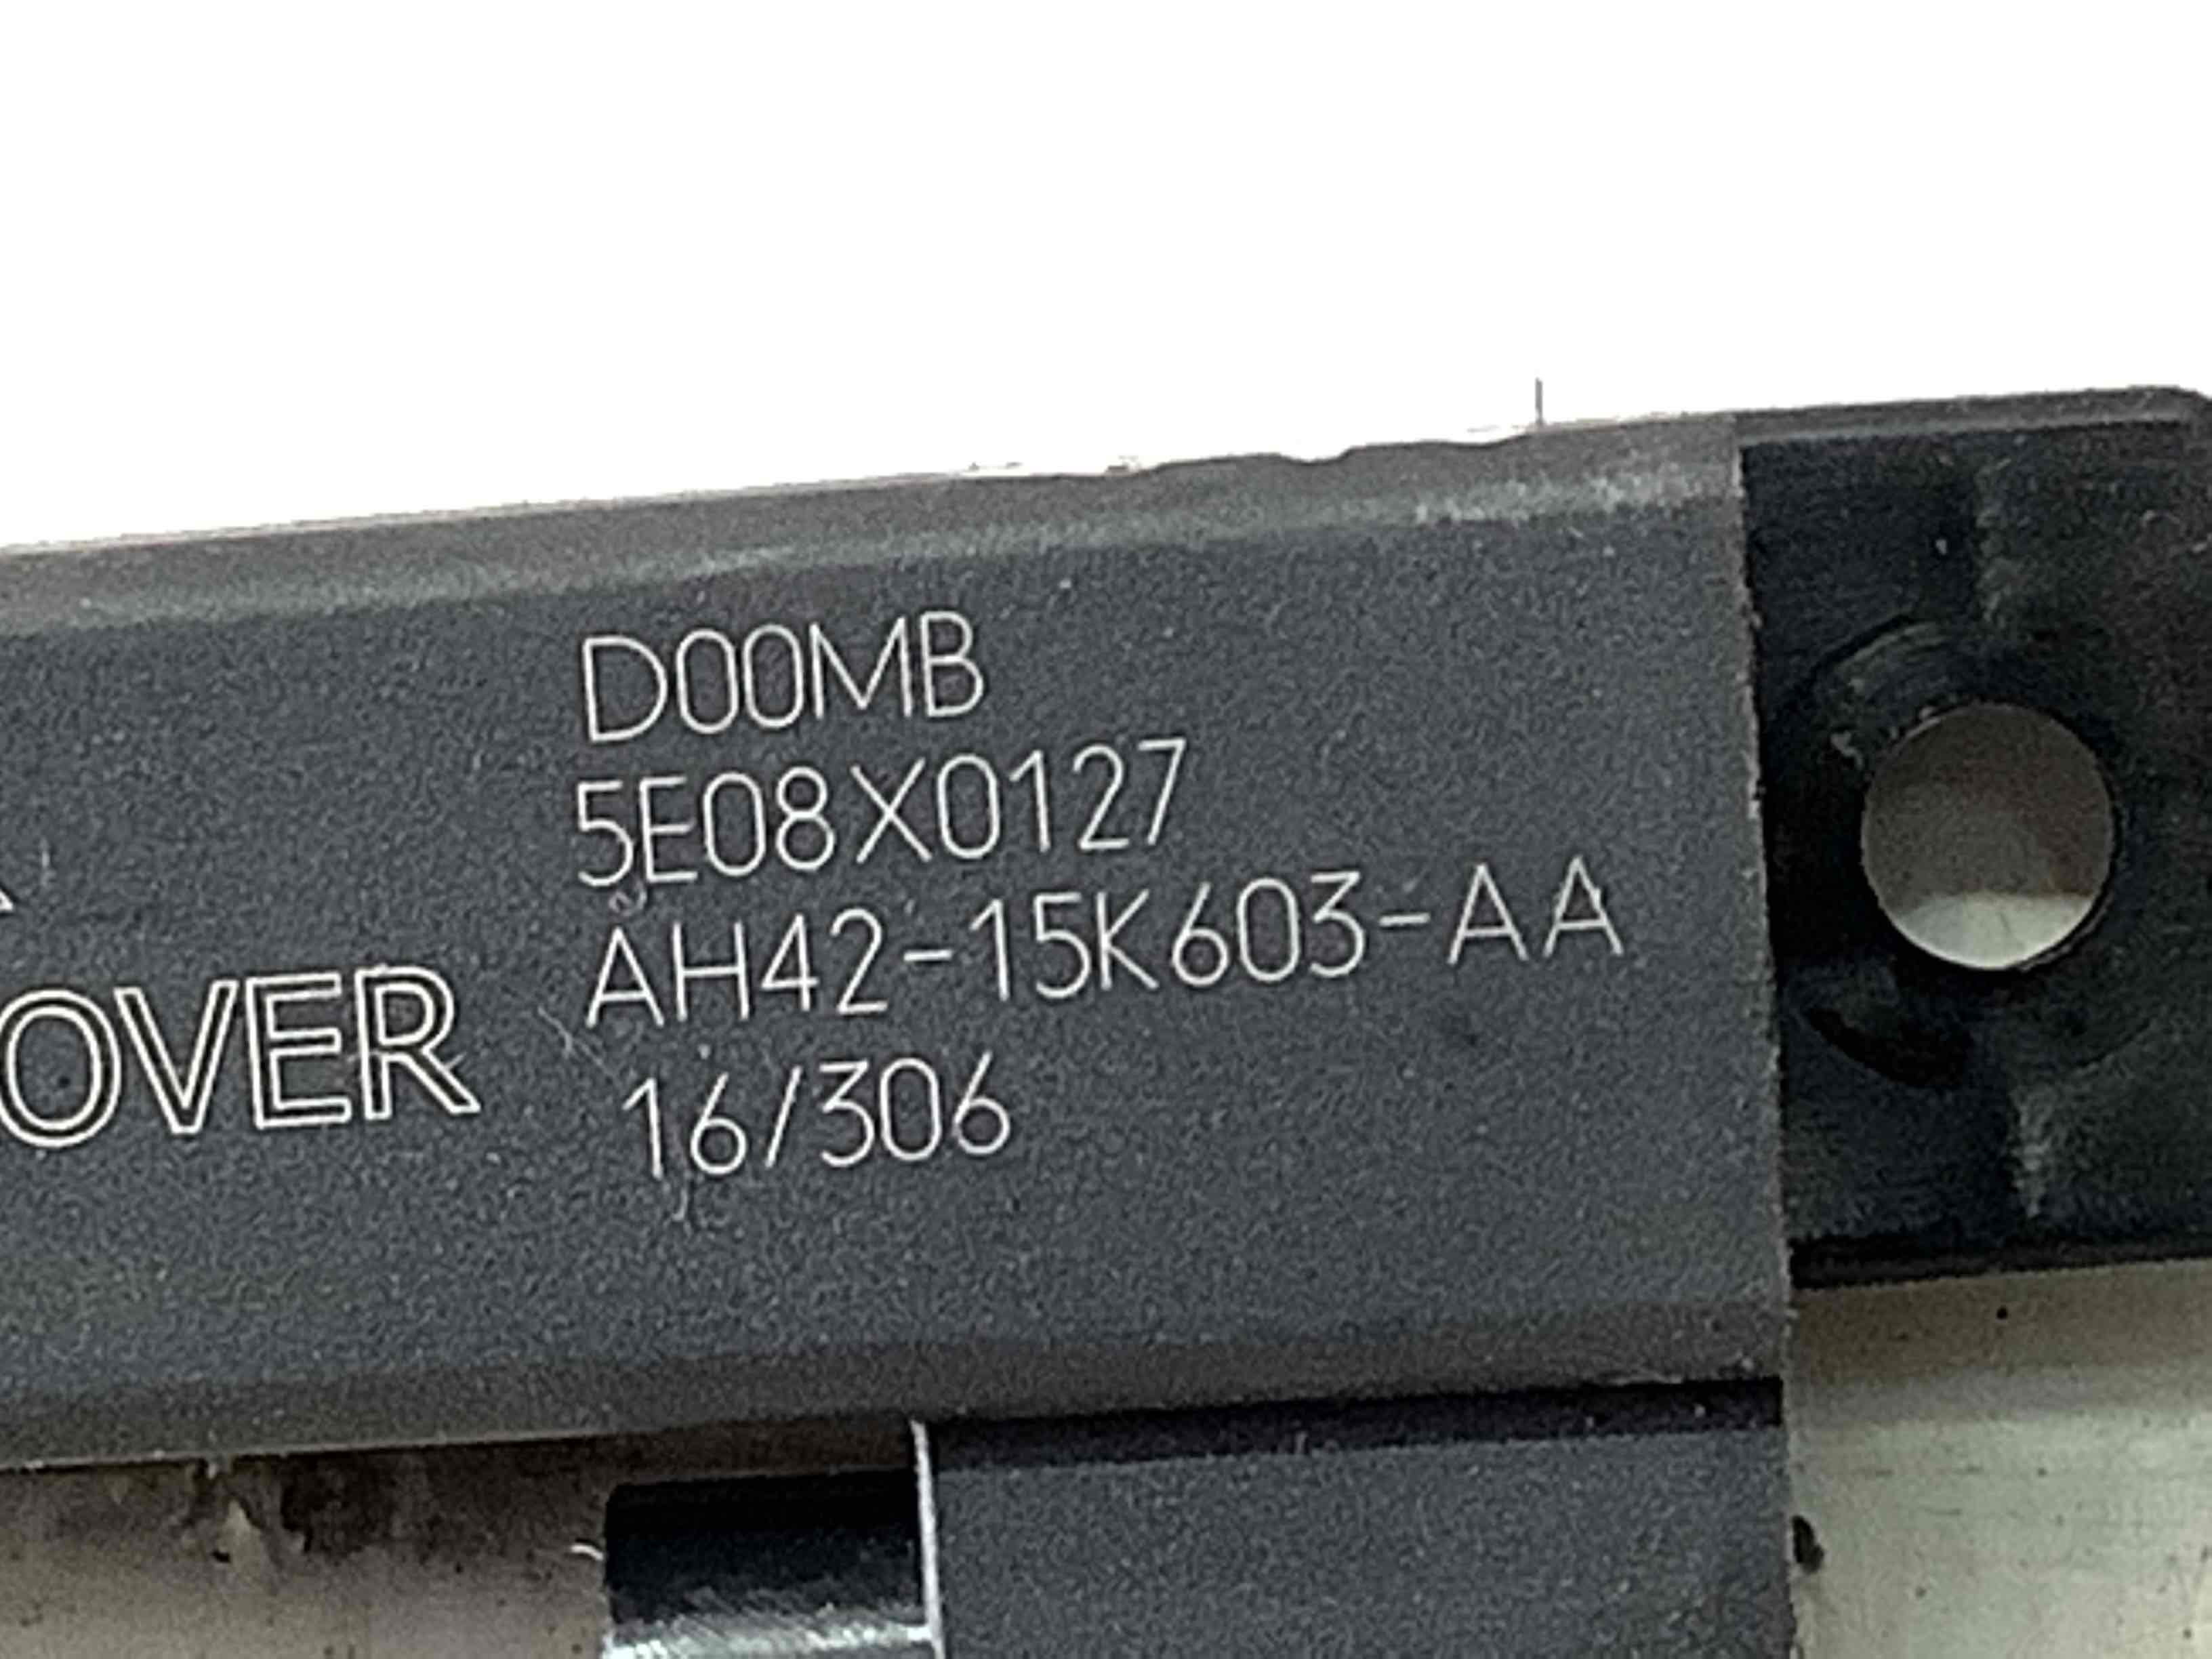 D00MB
5E08X0127
AH42-15K603-AA
OVER
16/306